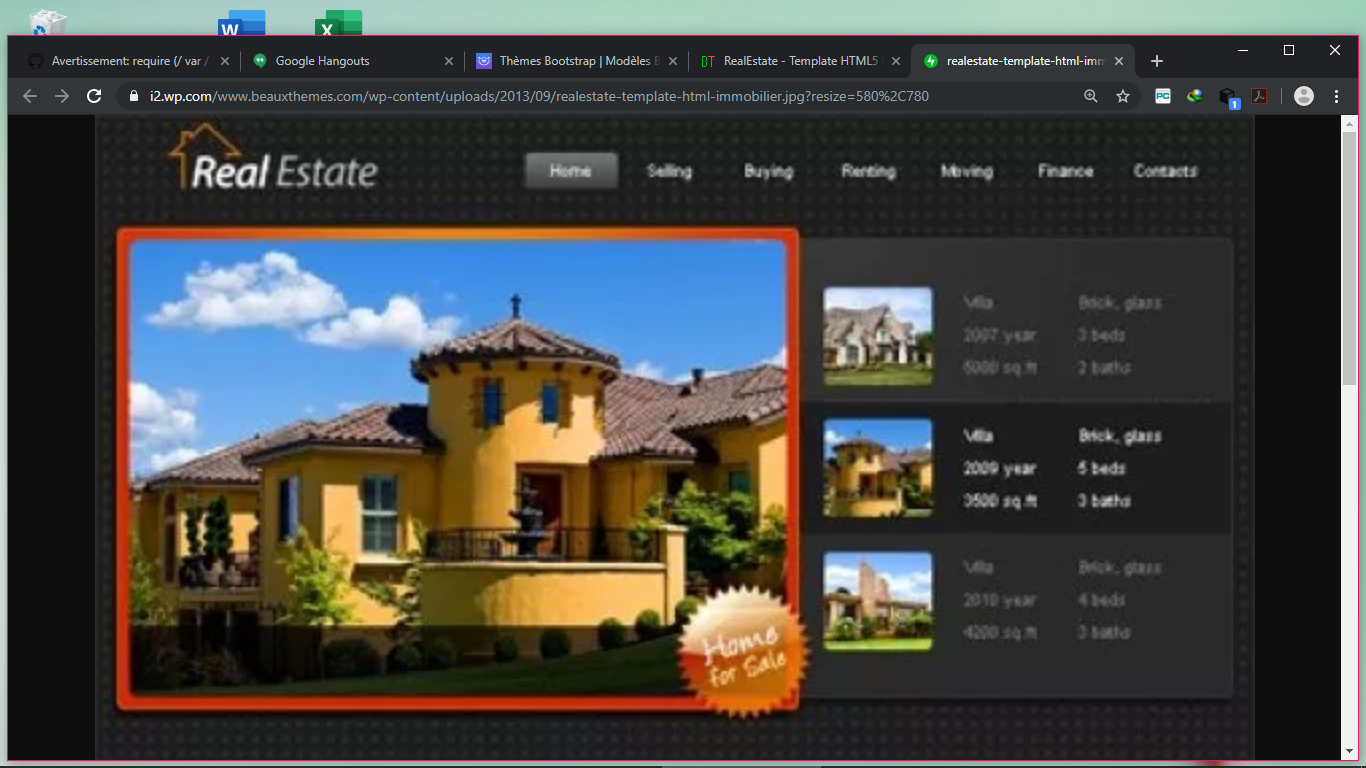 W
X
Avertissement: require (/ var /
Google Hangouts
Thèmes Bootstrap | Modèles B
BT
RealEstate - Template HTML5
realestate-template-html-imm
i2.wp.com/www.beauxthemes.com/wp-content/uploads/2013/09/realestate-template-html-immobilier.jpg?resize=580%2C780
PC
1
Real Estate
Home
Selling
Buying
Renting
Moving
Finance
Contacts
Villa
Brick, glass
2007 year
3 beds
5000 sq.ft
2 baths
Villa
Brick, glass
2009 year
5 beds
3500 sq.ft
3 baths
Villa
Brick, glass
2010 year
4 beds
4200 sq.ft
3 baths
Home
for Sale